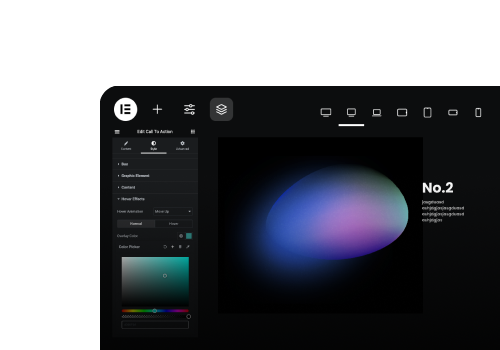 Edit Call To Action
Content
Style
Advanced
Box
Graphic Element
Content
Hover Effects
Hover Animation
Move Up
Normal
Hover
Overlay Color
Color Picker
No.2